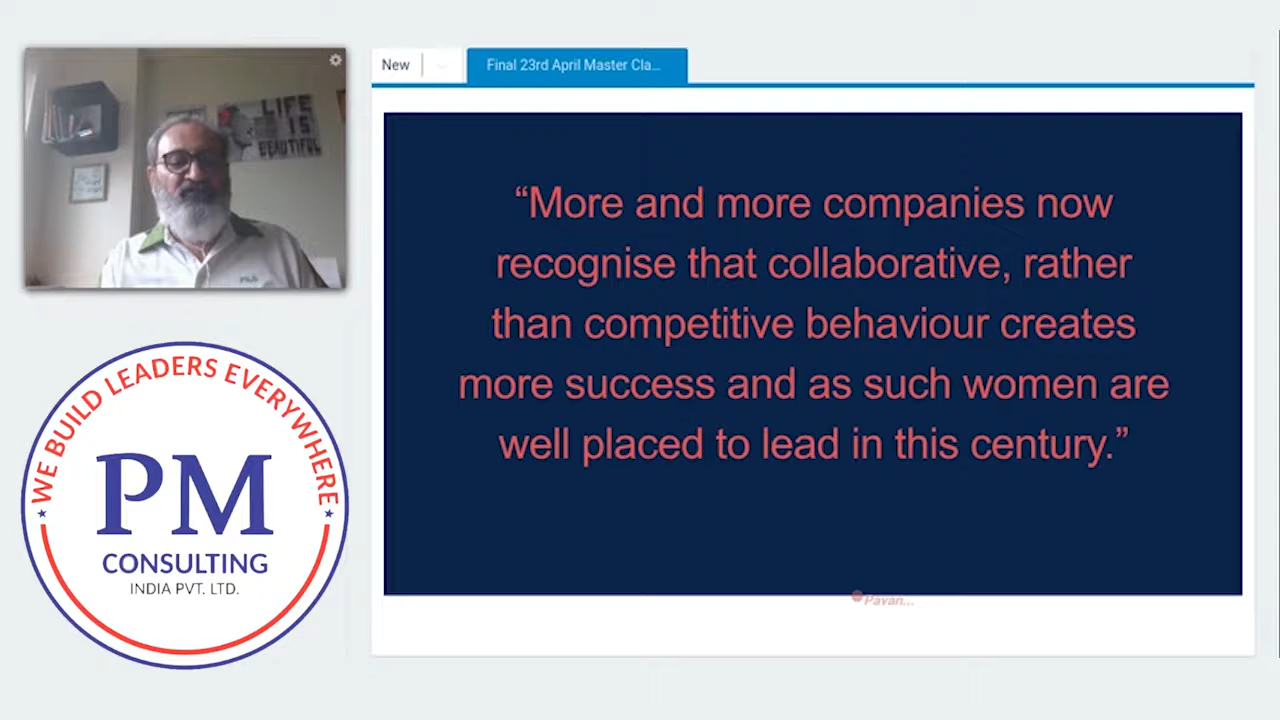 LIFE
IS
BEAUTIFUL
New
Final 23rd April Master Cla...
“More and more companies now
recognise that collaborative, rather
than competitive behaviour creates
more success and as such women are
well placed to lead in this century.”
Pavan...
WE BUILD LEADERS EVERYWHERE
PM
CONSULTING
INDIA PVT. LTD.